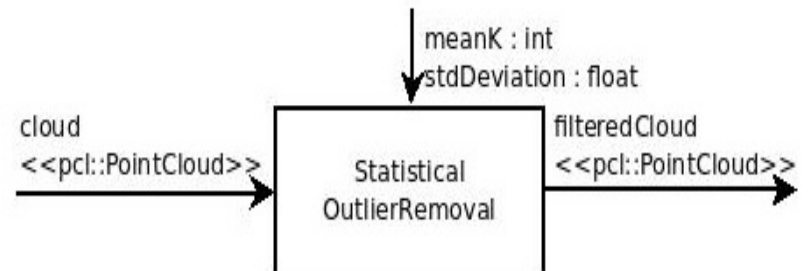 meanK : int
stdDeviation : float
cloud
<<pcl::PointCloud>>
Statistical
OutlierRemoval
filteredCloud
<<pcl::PointCloud>>